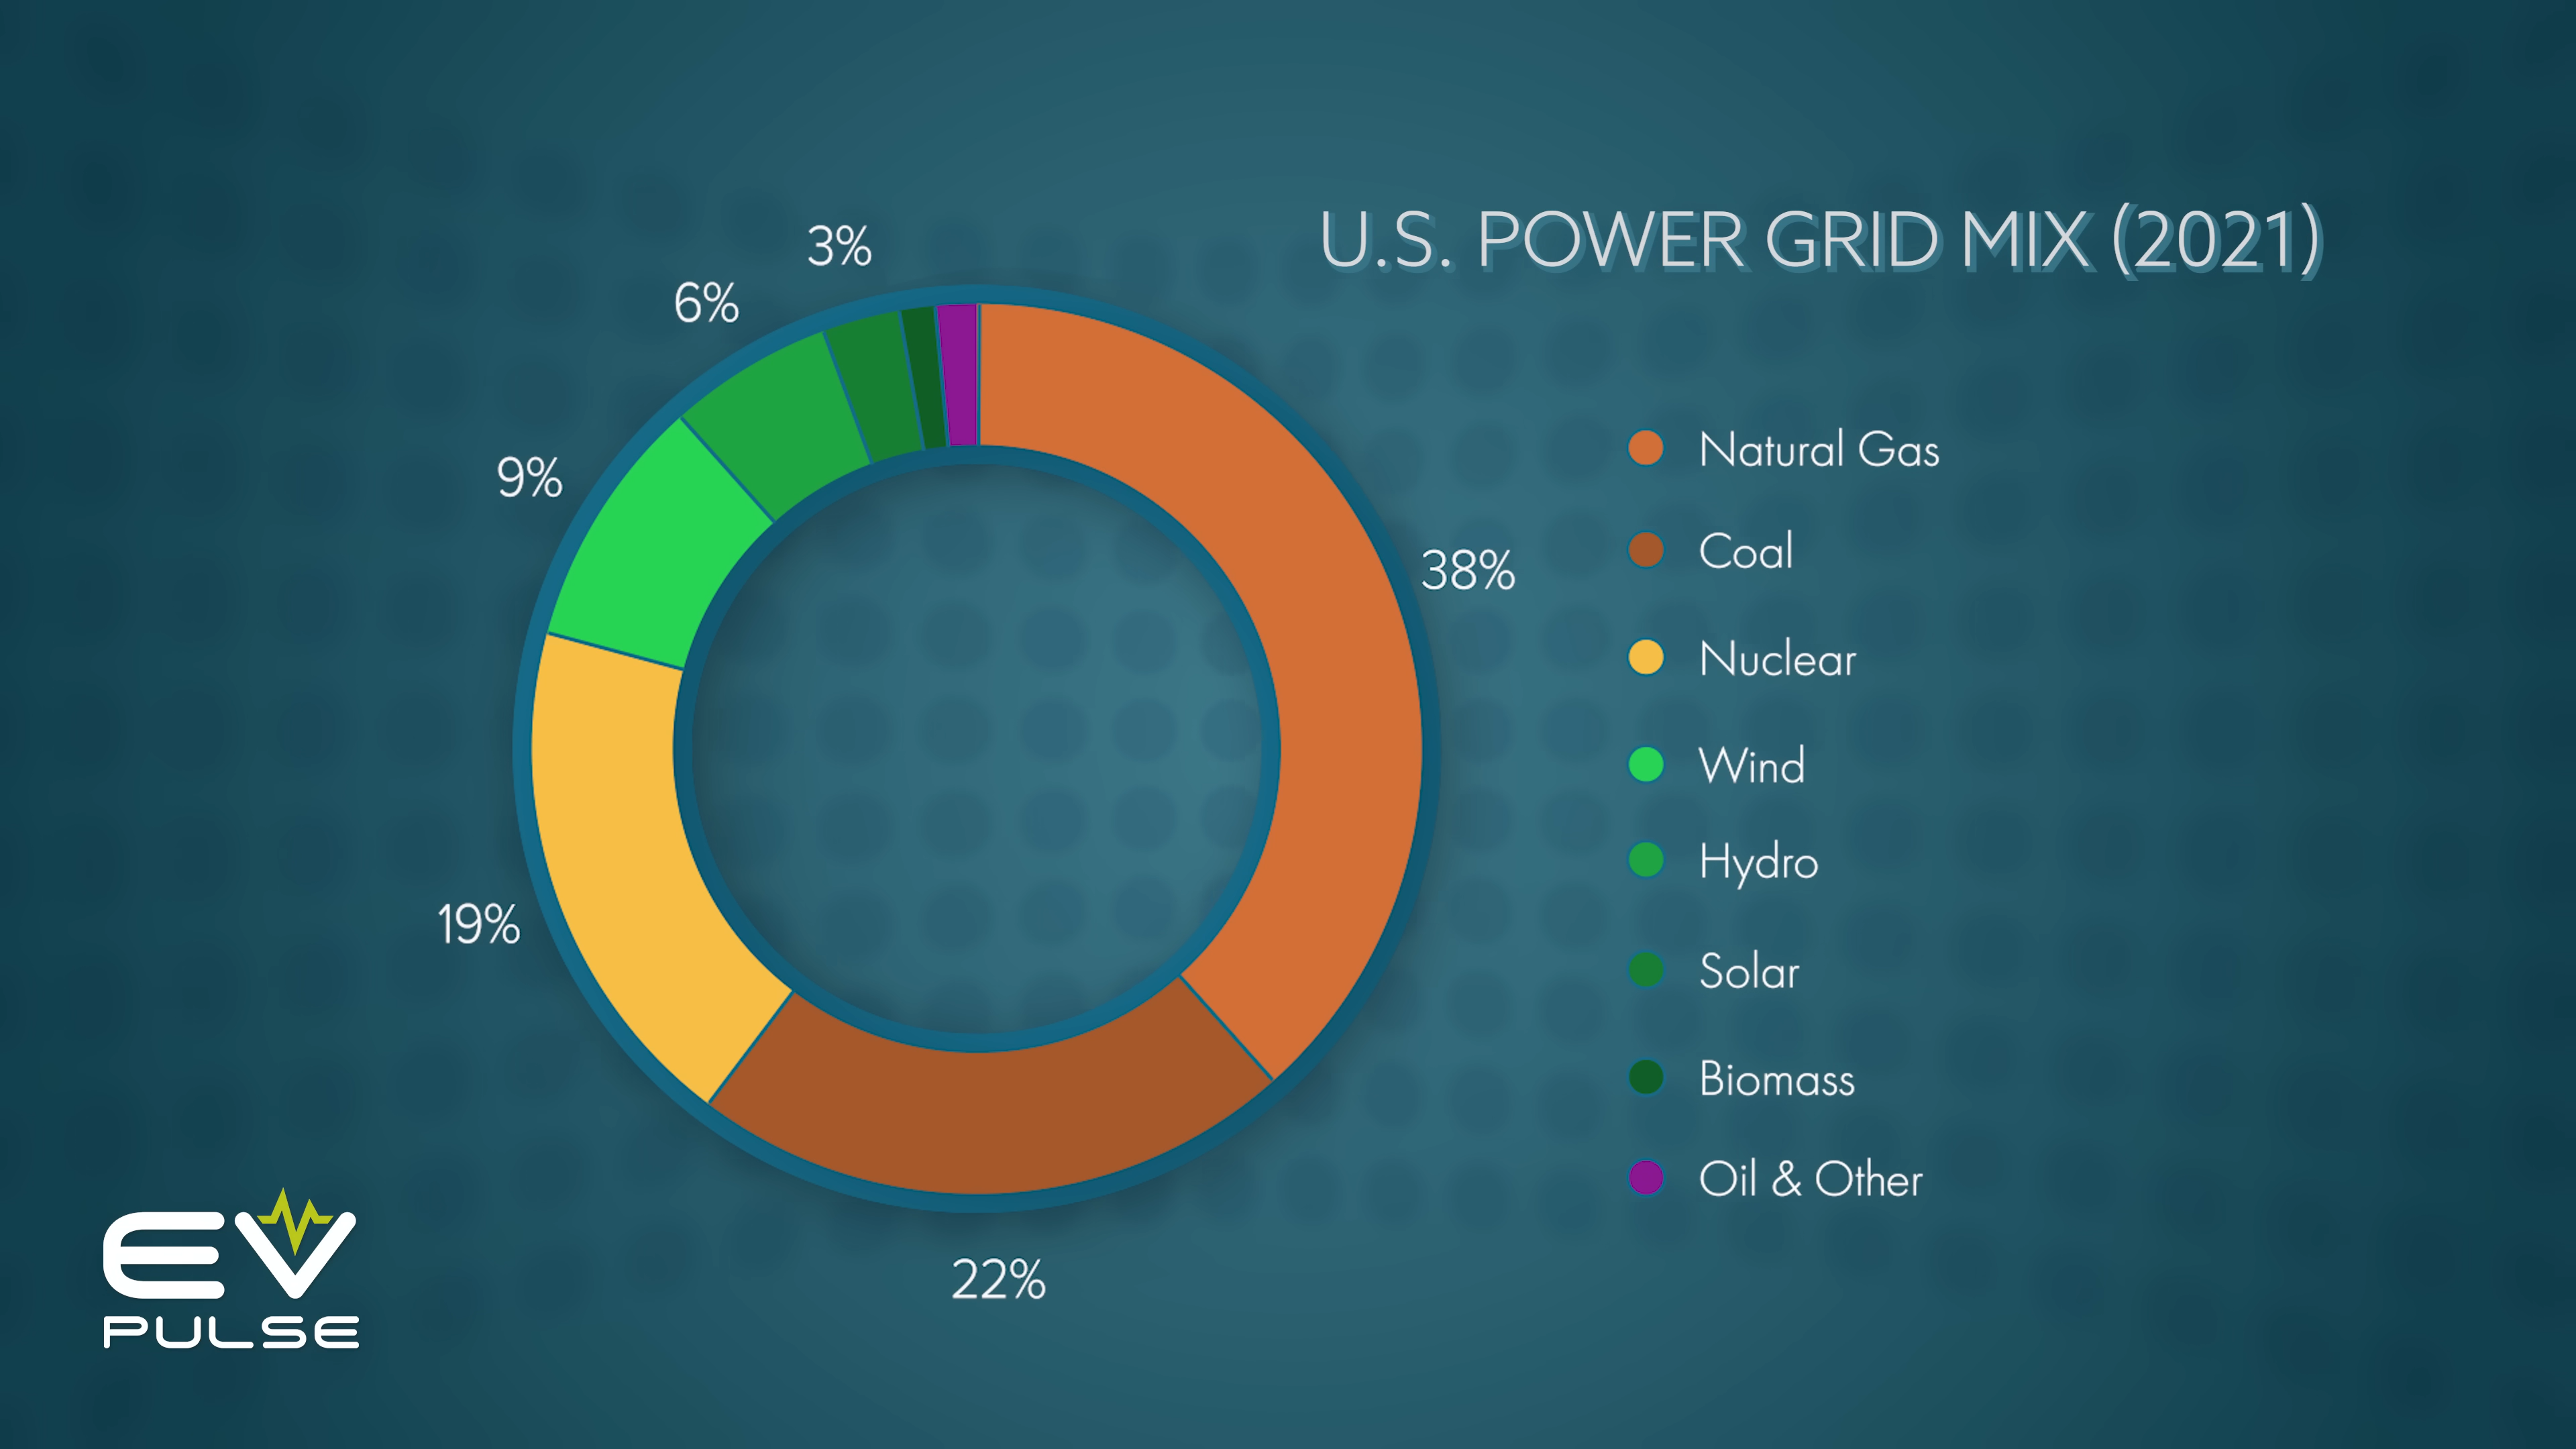 U.S. POWER GRID MIX (2021)
3%
6%
9%
38%
19%
22%
Natural Gas
Coal
Nuclear
Wind
Hydro
Solar
Biomass
Oil & Other
EV
PULSE